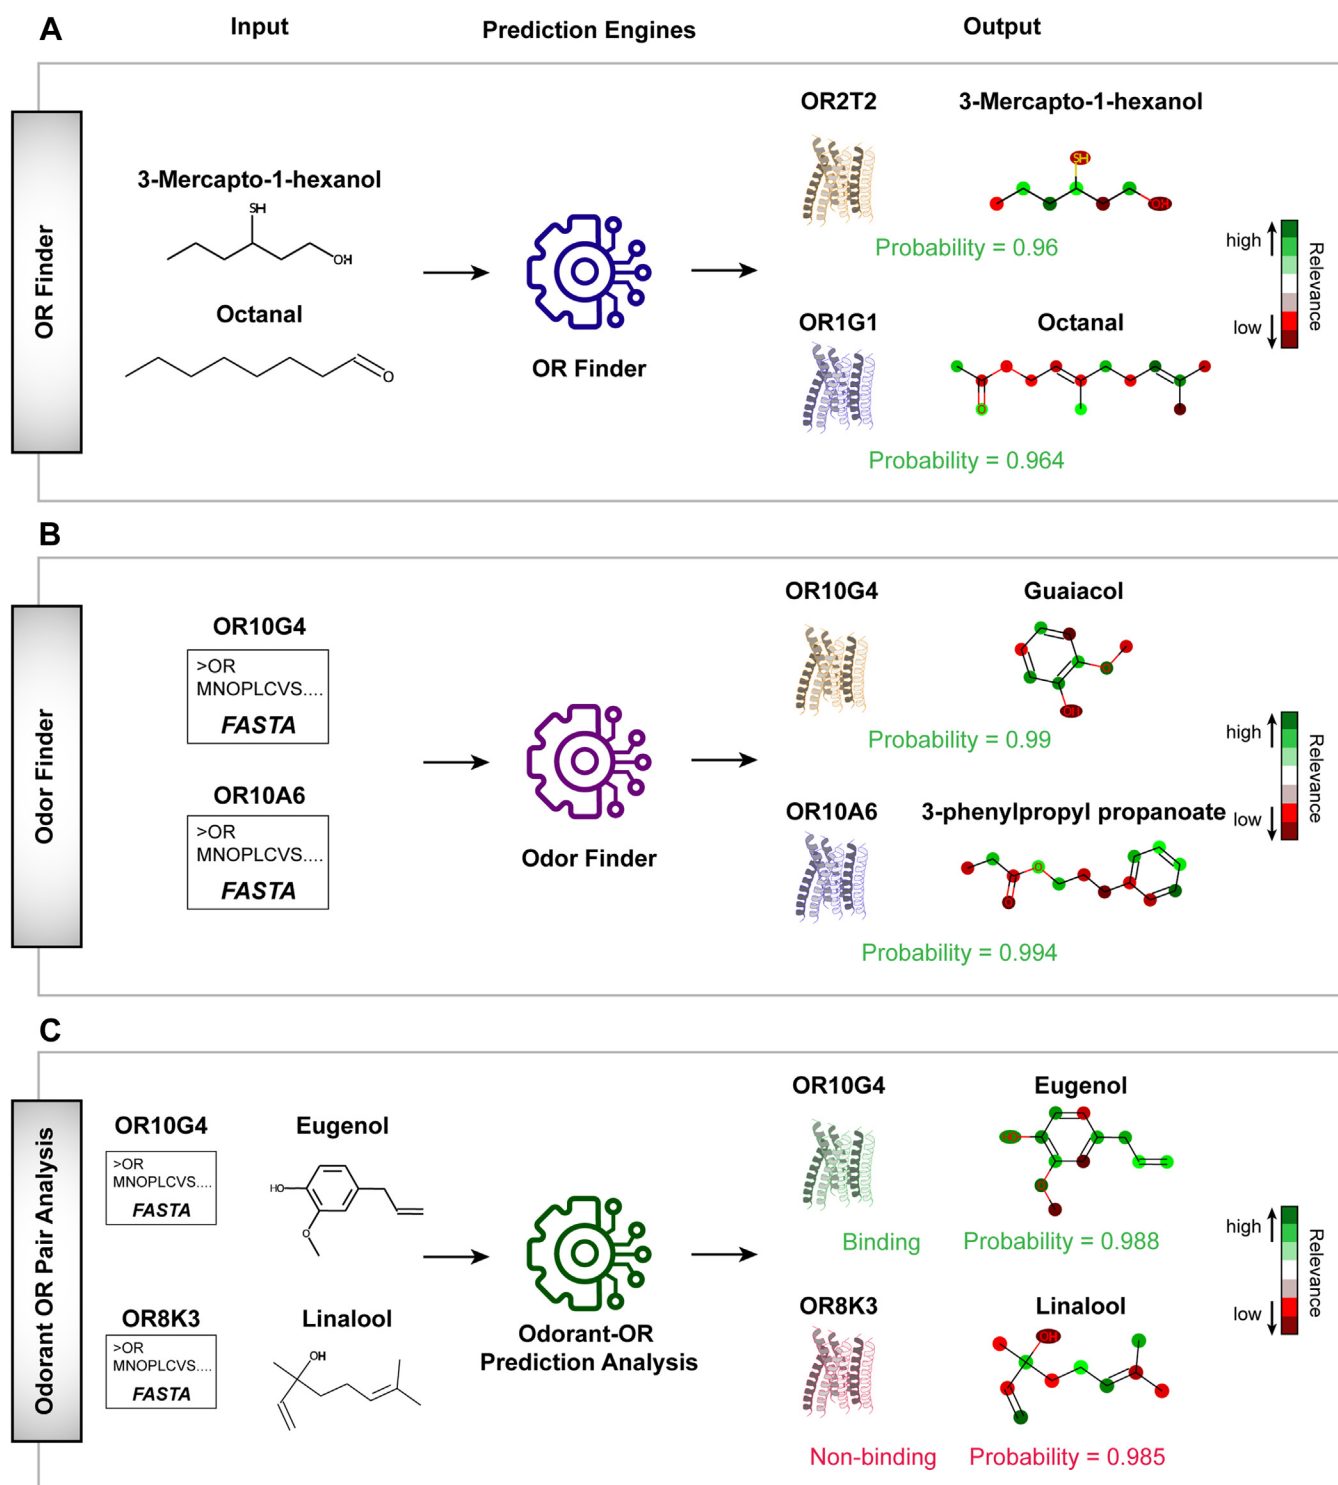 A
Input
Prediction Engines
Output
OR Finder
3-Mercapto-1-hexanol
SH
OH
Octanal
O
OR Finder
OR2T2
3-Mercapto-1-hexanol
SH
OH
Probability = 0.96
OR1G1
Octanal
O
Probability = 0.964
high
low
Relevance
B
Odor Finder
OR10G4
>OR
MNOPLCVS....
FASTA
OR10A6
>OR
MNOPLCVS....
FASTA
Odor Finder
OR10G4
Guaiacol
OH
Probability = 0.99
OR10A6
3-phenylpropyl propanoate
O
O
Probability = 0.994
high
low
Relevance
C
Odorant OR Pair Analysis
OR10G4
>OR
MNOPLCVS....
FASTA
Eugenol
HO
O
OR8K3
>OR
MNOPLCVS....
FASTA
Linalool
OH
Odorant-OR
Prediction Analysis
OR10G4
Eugenol
HO
O
Binding
Probability = 0.988
OR8K3
Linalool
OH
Non-binding
Probability = 0.985
high
low
Relevance